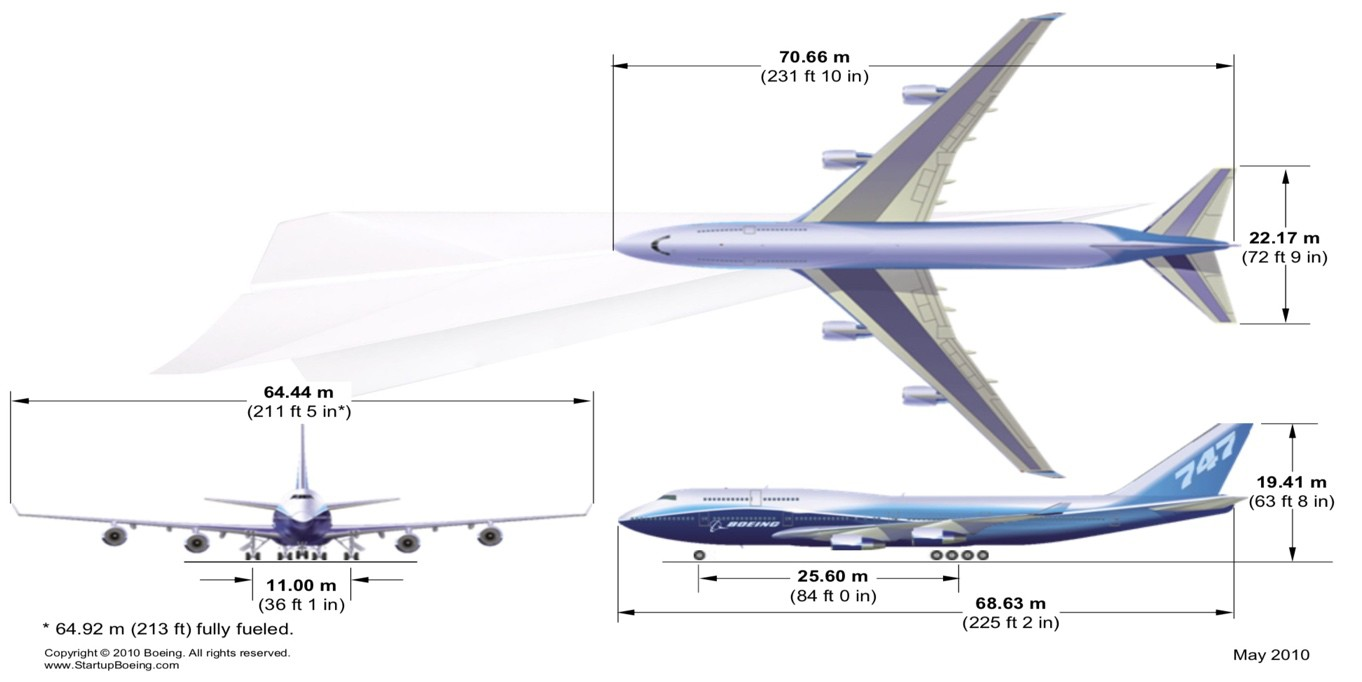 70.66 m
(231 ft 10 in)
22.17 m
(72 ft 9 in)
64.44 m
(211 ft 5 in*)
747
19.41 m
(63 ft 8 in)
BOEING
11.00 m
(36 ft 1 in)
25.60 m
(84 ft 0 in)
68.63 m
(225 ft 2 in)
* 64.92 m (213 ft) fully fueled.
Copyright © 2010 Boeing. All rights reserved.
www.StartupBoeing.com
May 2010